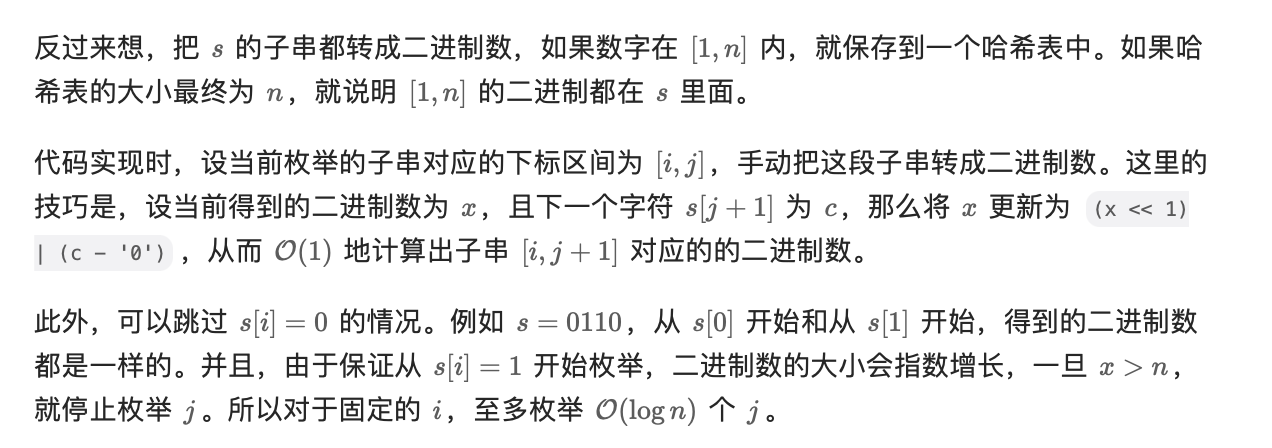 反过来想，把 s 的子串都转成二进制数，如果数字在 [1, n] 内，就保存到一个哈希表中。如果哈
希表的大小最终为 n，就说明 [1, n] 的二进制都在 s 里面。
代码实现时，设当前枚举的子串对应的下标区间为 [i, j]，手动把这段子串转成二进制数。这里的
技巧是，设当前得到的二进制数为 x，且下一个字符 s[j + 1] 为 c，那么将 x 更新为 (x << 1)
| (c - '0')，从而 O(1) 地计算出子串 [i, j + 1] 对应的的二进制数。
此外，可以跳过 s[i] = 0 的情况。例如 s = 0110，从 s[0] 开始和从 s[1] 开始，得到的二进制数
都是一样的。并且，由于保证从 s[i] = 1 开始枚举，二进制数的大小会指数增长，一旦 x > n，
就停止枚举 j。所以对于固定的 i，至多枚举 O(log n) 个 j。